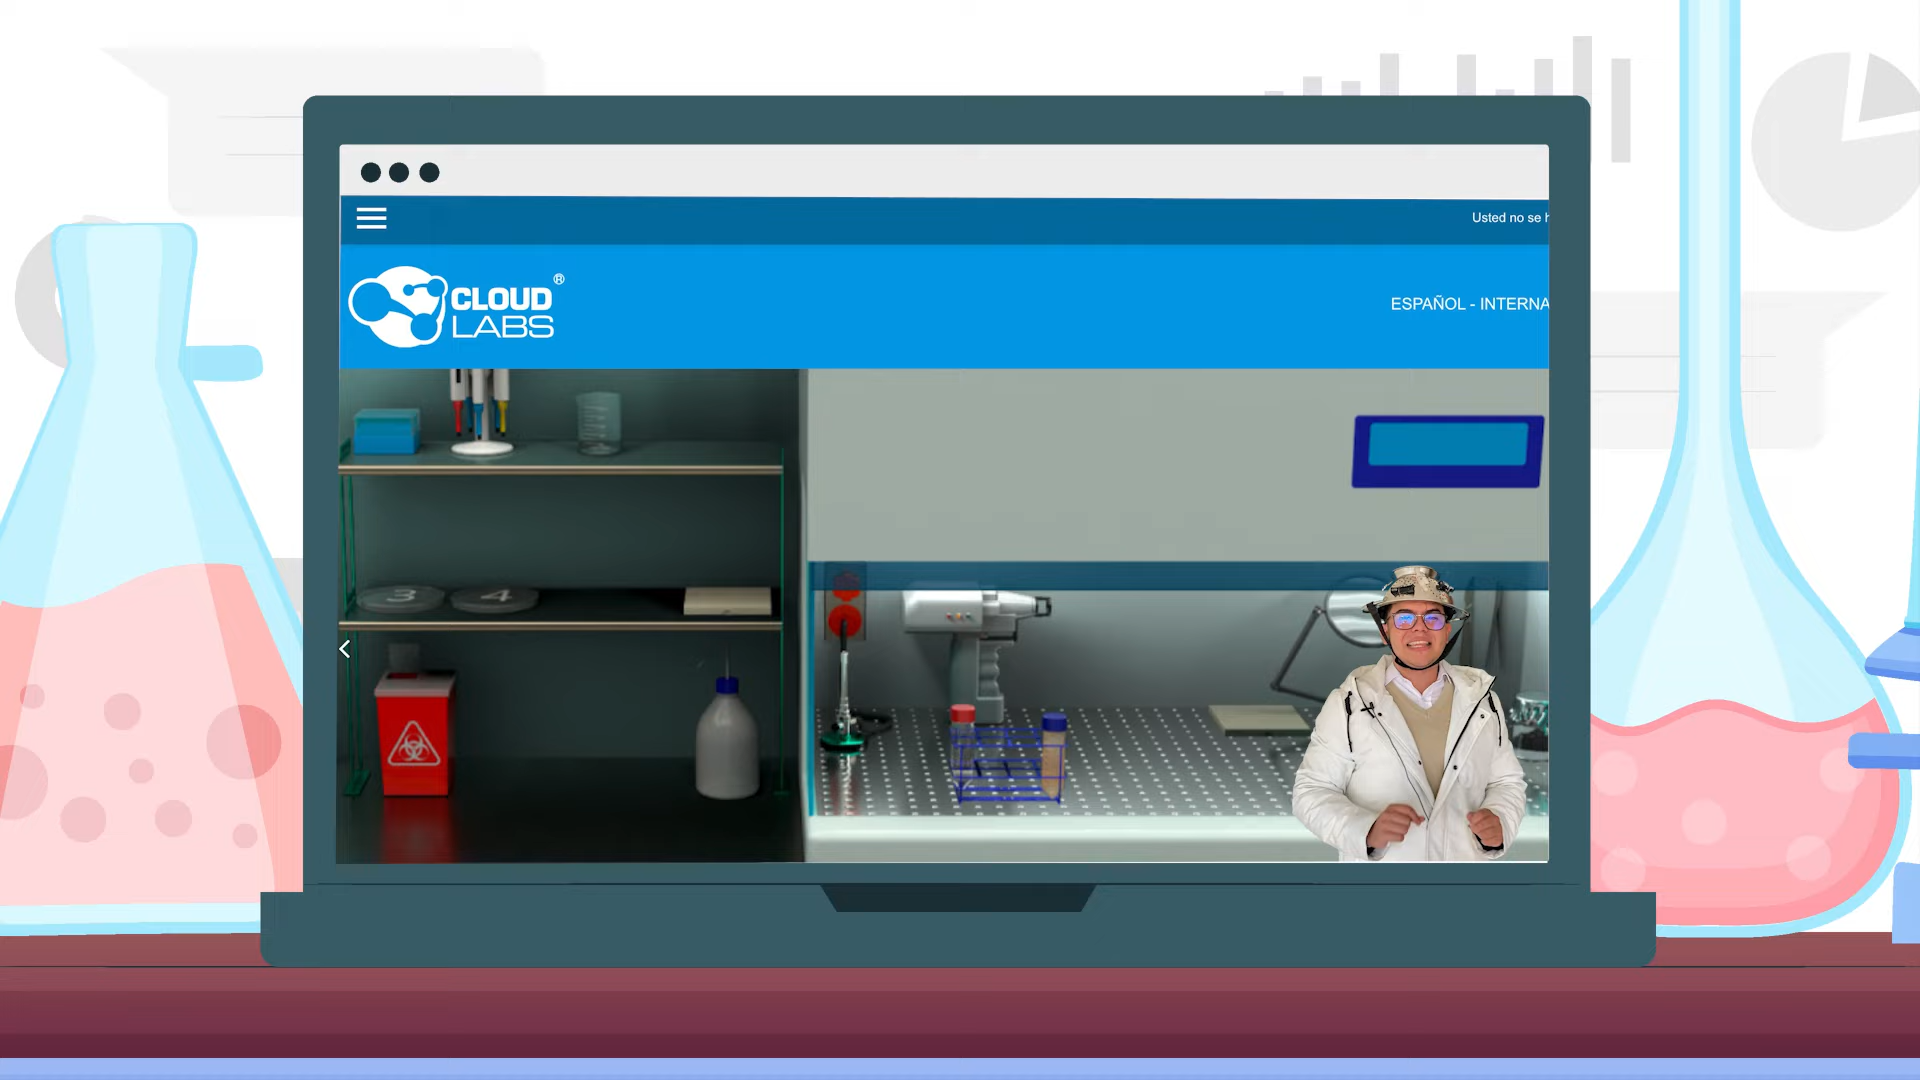 Usted no se h
CLOUD®
LABS
ESPAÑOL - INTERNA
3
4